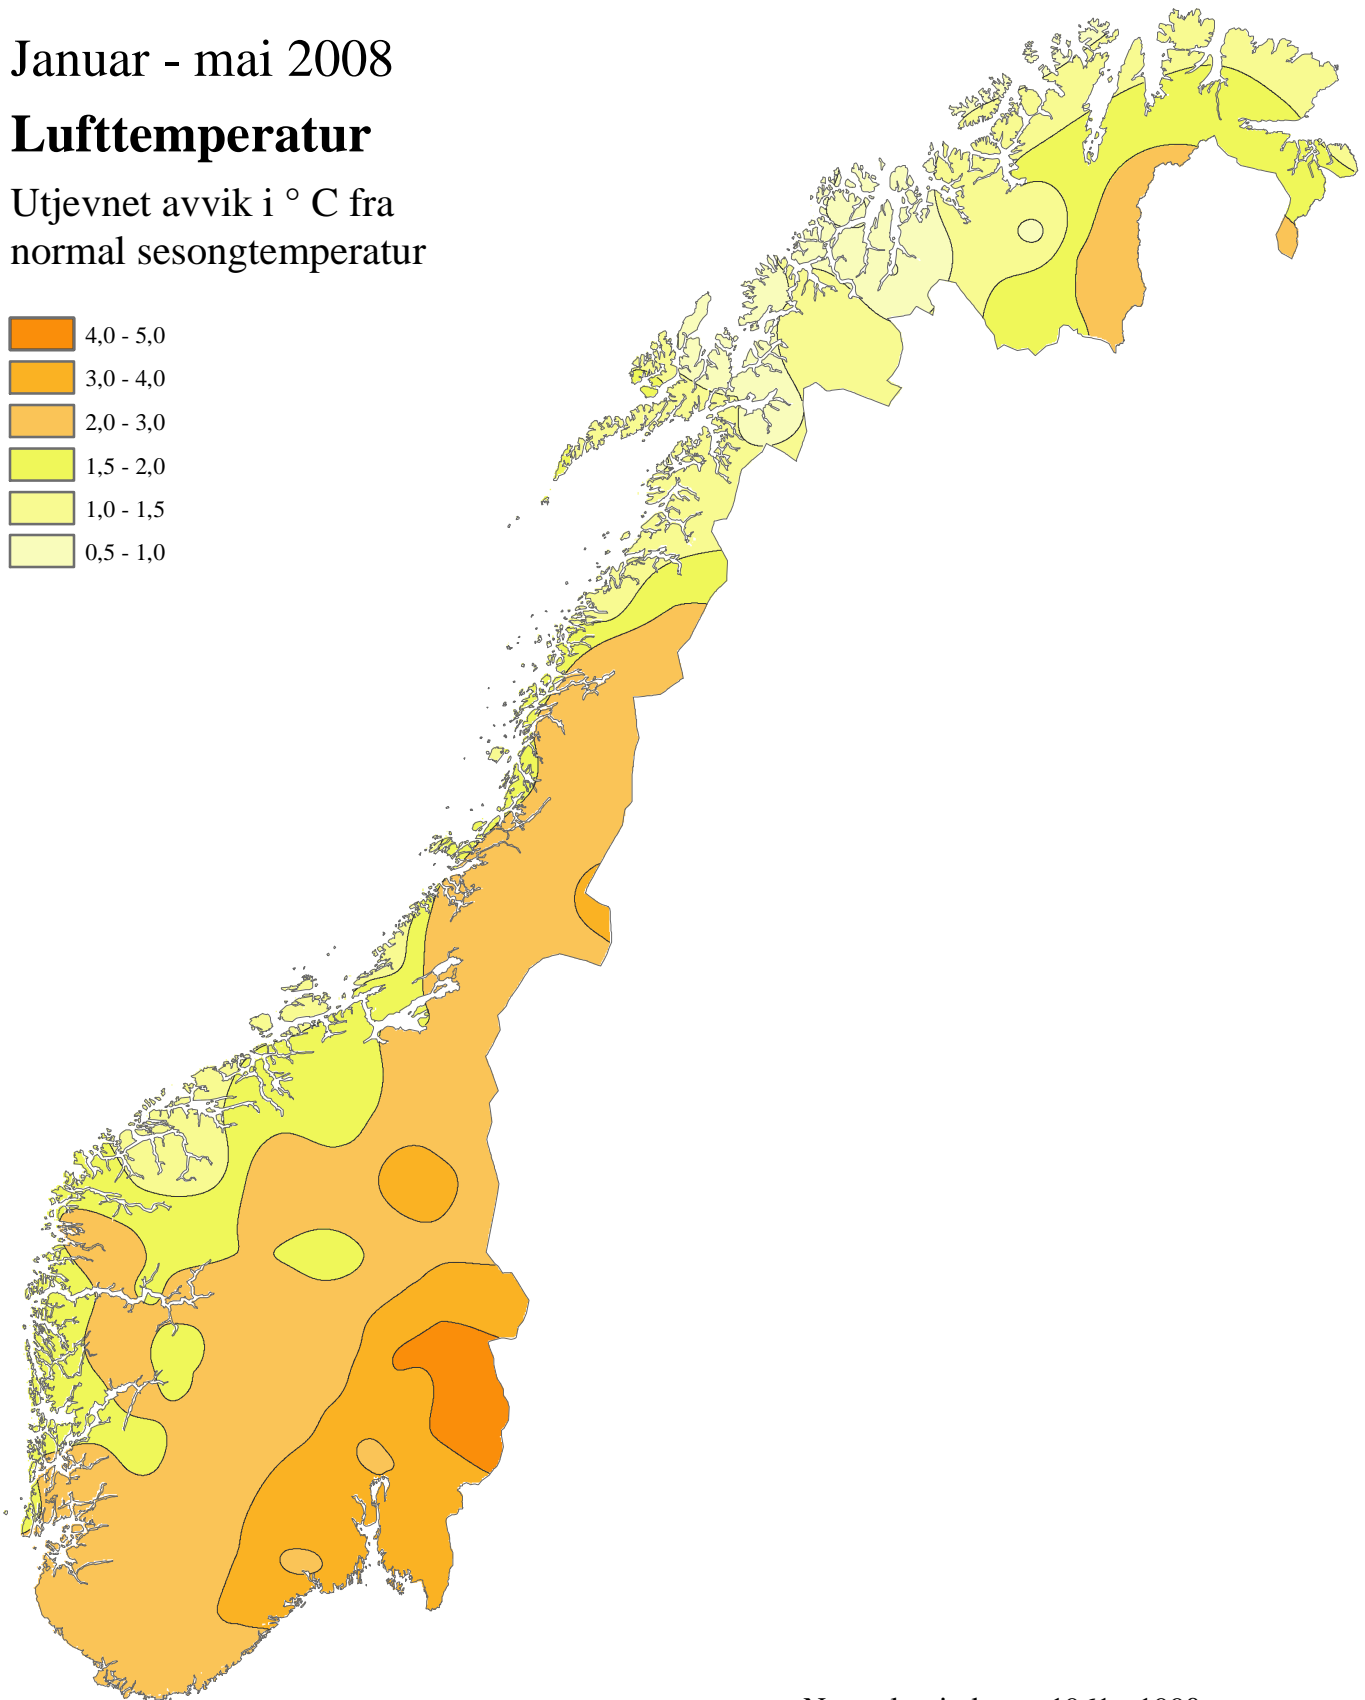 Januar - mai 2008
Lufttemperatur
Utjevnet avvik i ° C fra
normal sesongtemperatur
4,0 - 5,0
3,0 - 4,0
2,0 - 3,0
1,5 - 2,0
1,0 - 1,5
0,5 - 1,0